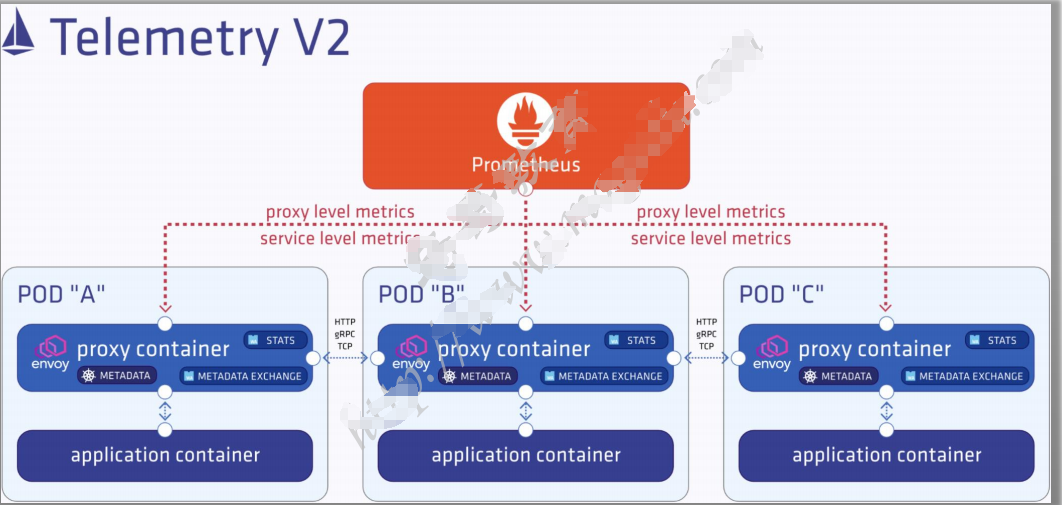 Telemetry V2
Prometheus
proxy level metrics
proxy level metrics
service level metrics
service level metrics
POD "A"
POD "B"
POD "C"
HTTP
gRPC
TCP
HTTP
gRPC
TCP
envoy
proxy container
STATS
METADATA
METADATA EXCHANGE
envoy
proxy container
STATS
METADATA
METADATA EXCHANGE
envoy
proxy container
STATS
METADATA
METADATA EXCHANGE
application container
application container
application container